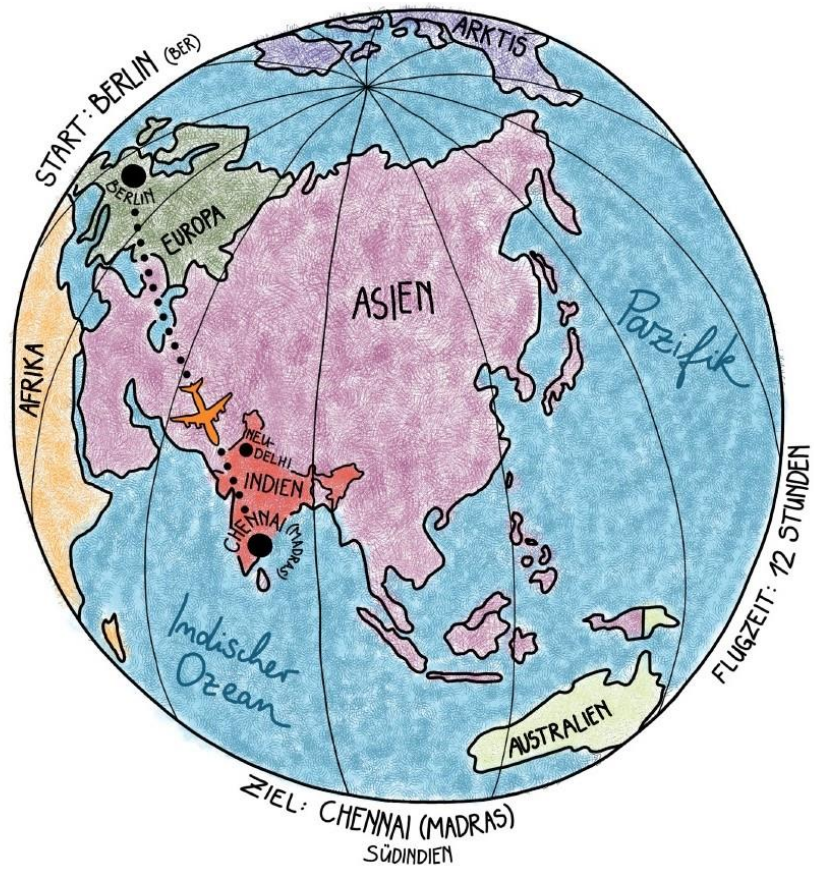 START: BERLIN (BER)
ARKTIS
BERLIN
EUROPA
ASIEN
Pazifik
AFRIKA
NEU-
DELHI
INDIEN
CHENNAI (MADRAS)
Indischer
Ozean
AUSTRALIEN
FLUGZEIT: 12 STUNDEN
ZIEL: CHENNAI (MADRAS)
SÜDINDIEN